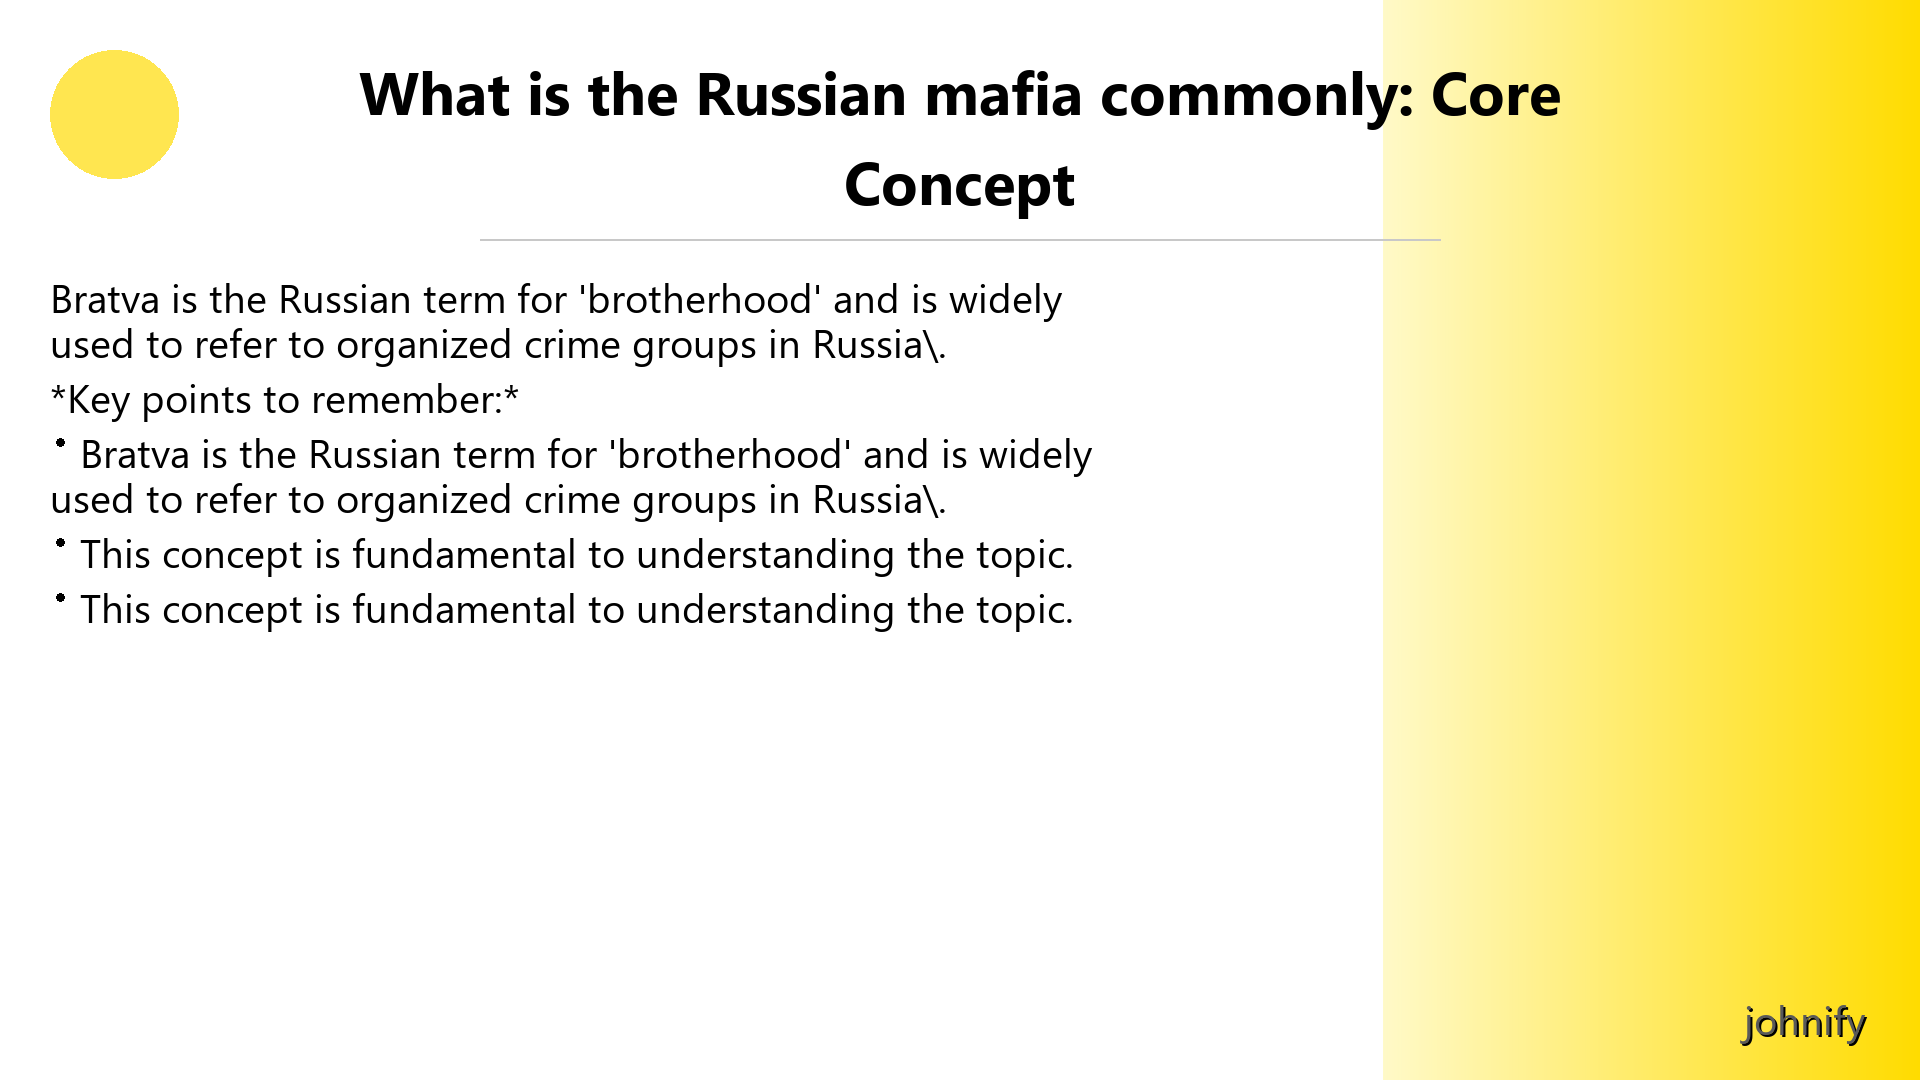 What is the Russian mafia commonly: Core
Concept
Bratva is the Russian term for 'brotherhood' and is widely
used to refer to organized crime groups in Russia\.
*Key points to remember:*
• Bratva is the Russian term for 'brotherhood' and is widely
used to refer to organized crime groups in Russia\.
• This concept is fundamental to understanding the topic.
• This concept is fundamental to understanding the topic.
johnify